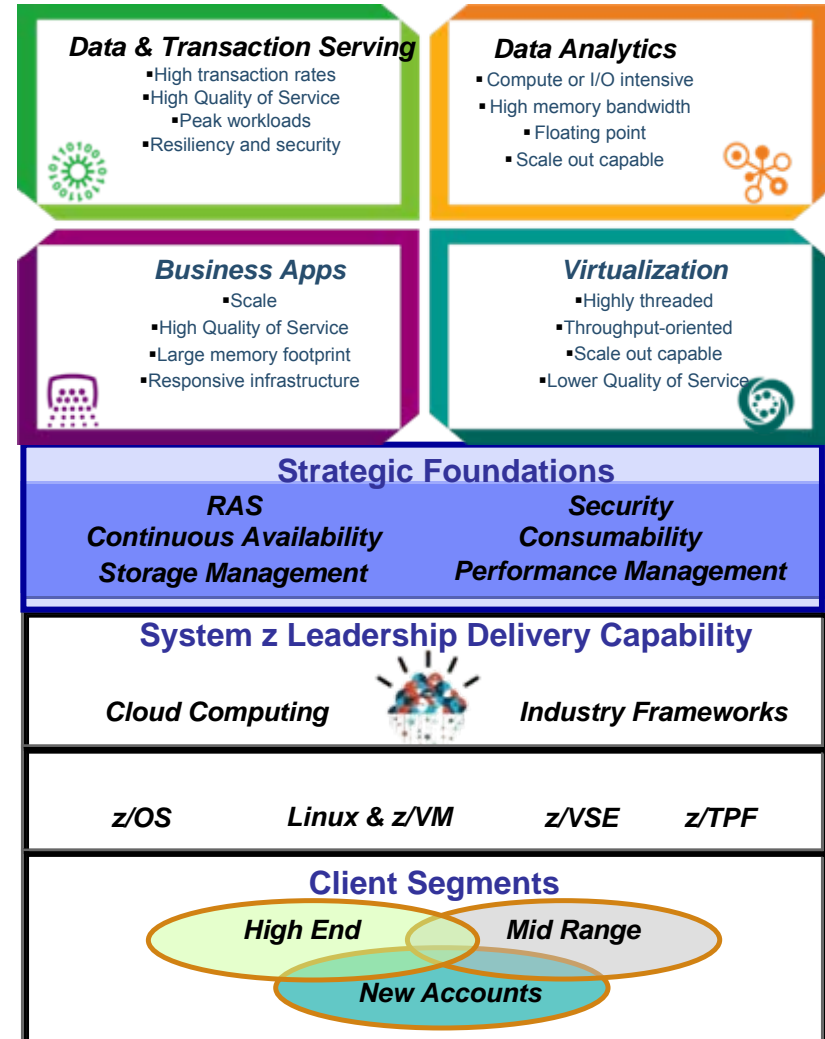 Data & Transaction Serving
▪High transaction rates
▪High Quality of Service
▪Peak workloads
▪Resiliency and security
Data Analytics
▪Compute or I/O intensive
▪High memory bandwidth
▪Floating point
▪Scale out capable
Business Apps
▪Scale
▪High Quality of Service
▪Large memory footprint
▪Responsive infrastructure
Virtualization
▪Highly threaded
▪Throughput-oriented
▪Scale out capable
▪Lower Quality of Service
Strategic Foundations
RAS Security
Continuous Availability Consumability
Storage Management Performance Management
System z Leadership Delivery Capability
Cloud Computing Industry Frameworks
z/OS Linux & z/VM z/VSE z/TPF
Client Segments
High End Mid Range
New Accounts